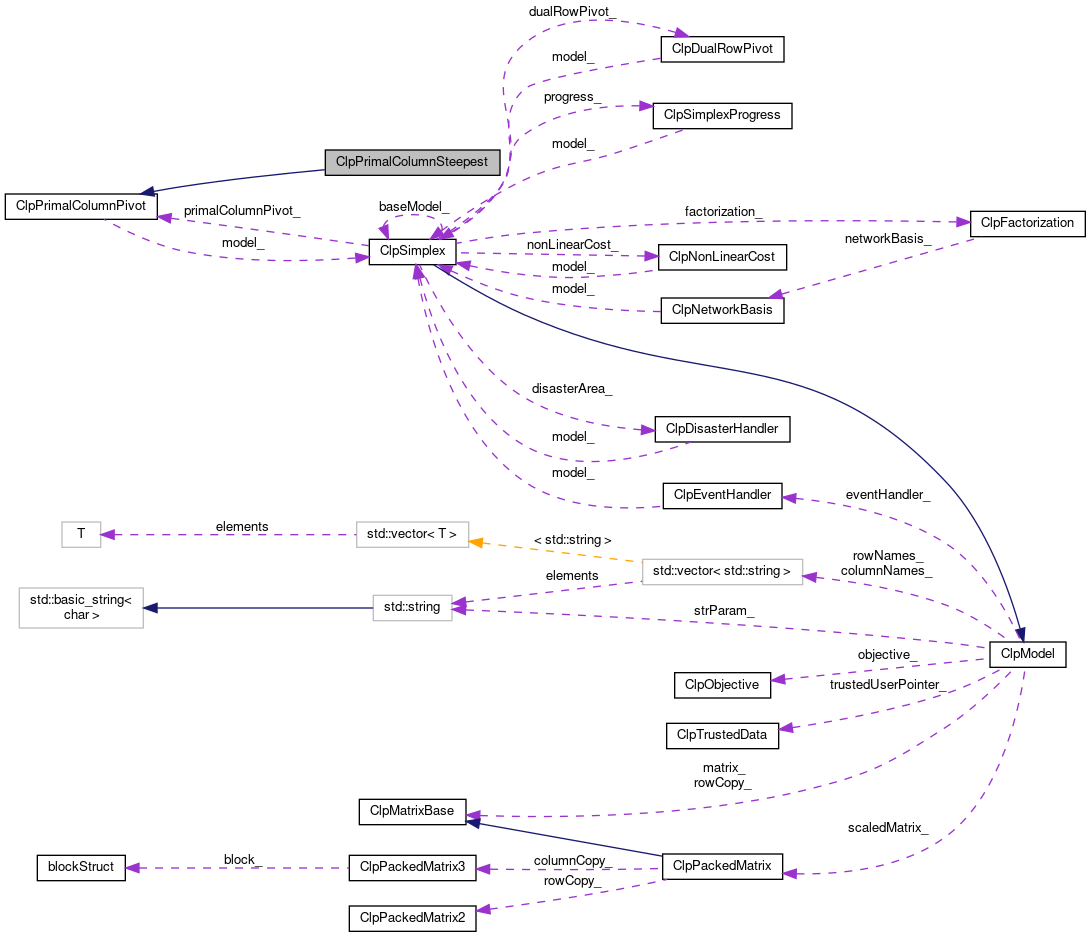 dualRowPivot_
ClpDualRowPivot
model_
progress_
ClpSimplexProgress
model_
ClpPrimalColumnSteepest
ClpPrimalColumnPivot
primalColumnPivot_
baseModel_
model_
ClpSimplex
factorization_
ClpFactorization
networkBasis_
nonLinearCost_
ClpNonLinearCost
model_
model_
ClpNetworkBasis
disasterArea_
ClpDisasterHandler
model_
model_
ClpEventHandler
eventHandler_
T
elements
std::vector< T >
< std::string >
std::vector< std::string >
rowNames_
columnNames_
elements
std::basic_string<
char >
std::string
strParam_
ClpModel
objective_
ClpObjective
trustedUserPointer_
ClpTrustedData
matrix_
rowCopy_
ClpMatrixBase
scaledMatrix_
blockStruct
block_
ClpPackedMatrix3
columnCopy_
ClpPackedMatrix
rowCopy_
ClpPackedMatrix2